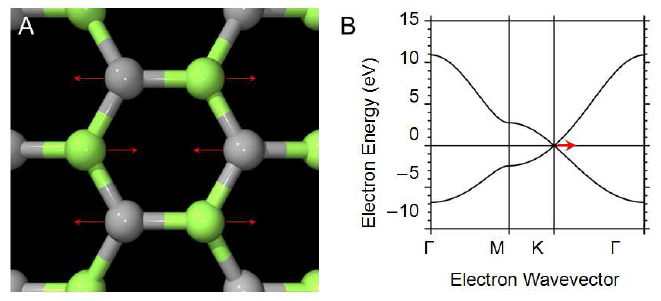 A
B
15
10
5
0
−5
−10
Electron Energy (eV)
Γ M K Γ
Electron Wavevector